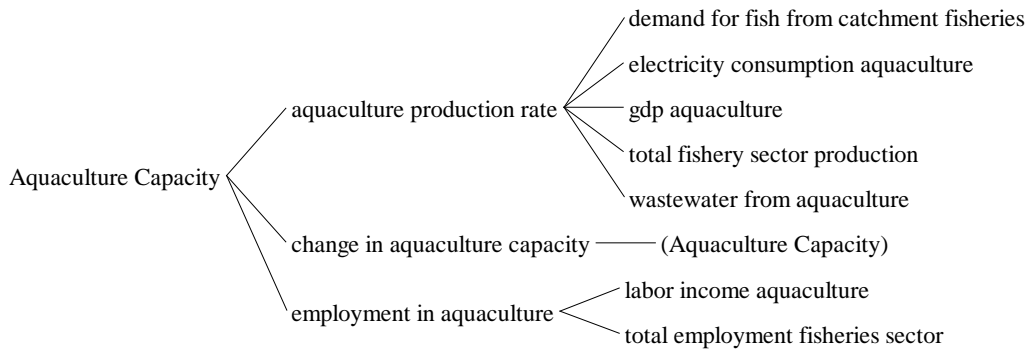 demand for fish from catchment fisheries
electricity consumption aquaculture
aquaculture production rate
gdp aquaculture
total fishery sector production
Aquaculture Capacity
wastewater from aquaculture
change in aquaculture capacity
(Aquaculture Capacity)
labor income aquaculture
employment in aquaculture
total employment fisheries sector